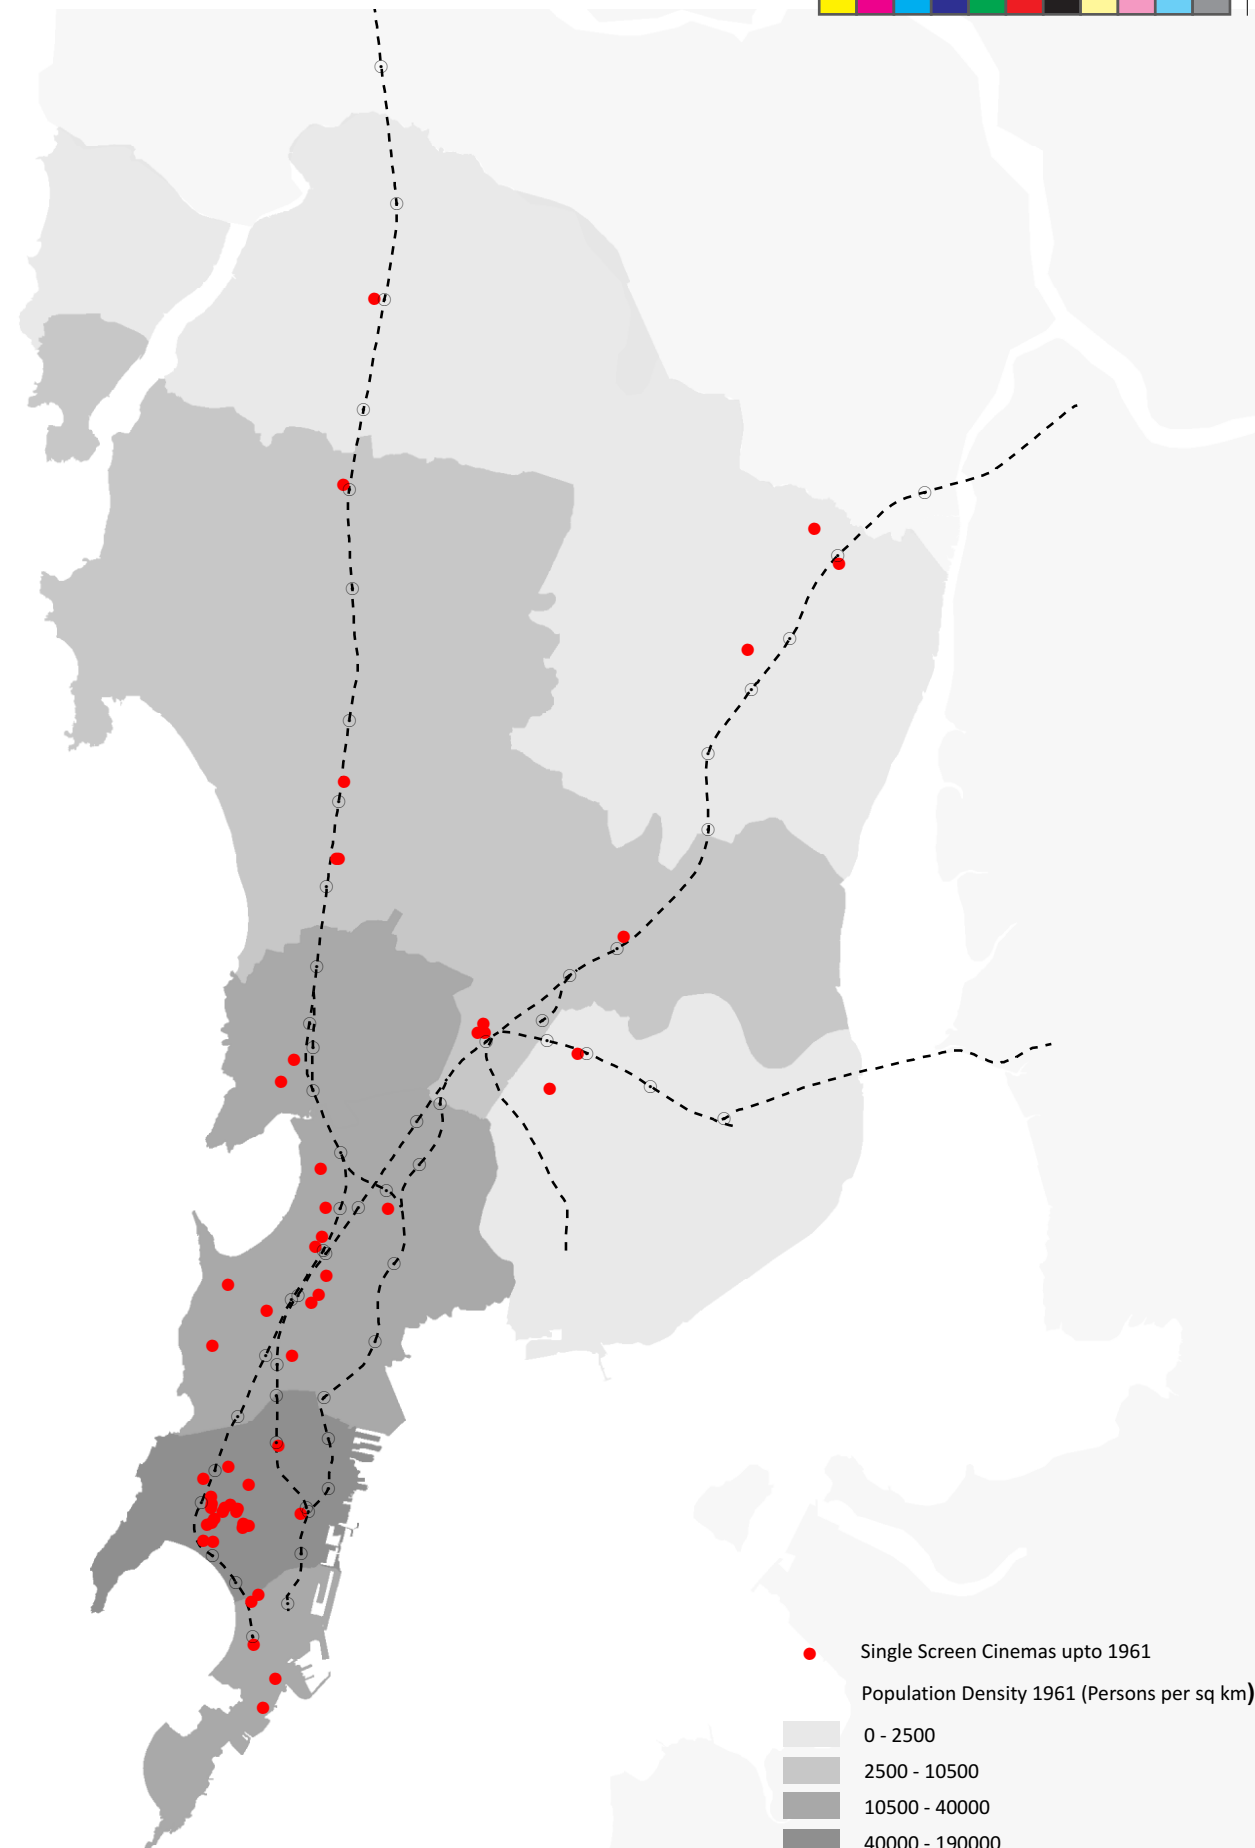 Single Screen Cinemas upto 1961
Population Density 1961 (Persons per sq km)
0 - 2500
2500 - 10500
10500 - 40000
40000 - 190000